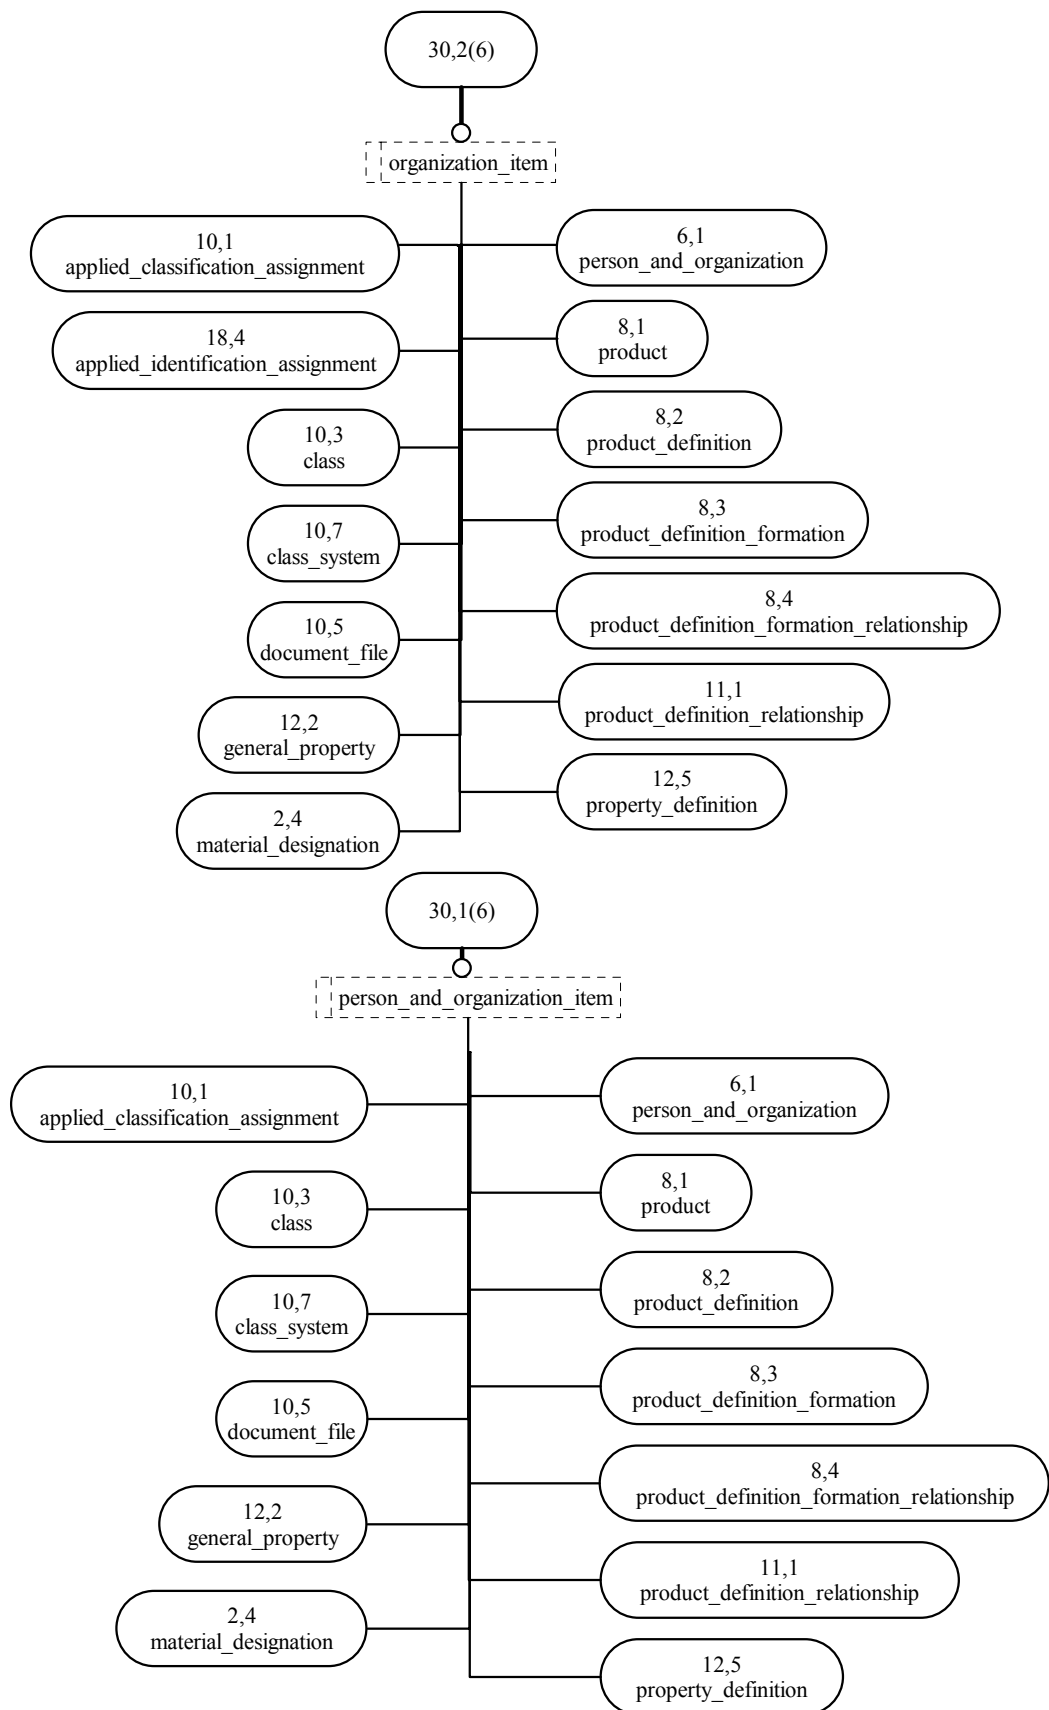 30,2(6)
organization_item
10,1
applied_classification_assignment
18,4
applied_identification_assignment
10,3
class
10,7
class_system
10,5
document_file
12,2
general_property
2,4
material_designation
6,1
person_and_organization
8,1
product
8,2
product_definition
8,3
product_definition_formation
8,4
product_definition_formation_relationship
11,1
product_definition_relationship
12,5
property_definition
30,1(6)
person_and_organization_item
10,1
applied_classification_assignment
10,3
class
10,7
class_system
10,5
document_file
12,2
general_property
2,4
material_designation
6,1
person_and_organization
8,1
product
8,2
product_definition
8,3
product_definition_formation
8,4
product_definition_formation_relationship
11,1
product_definition_relationship
12,5
property_definition